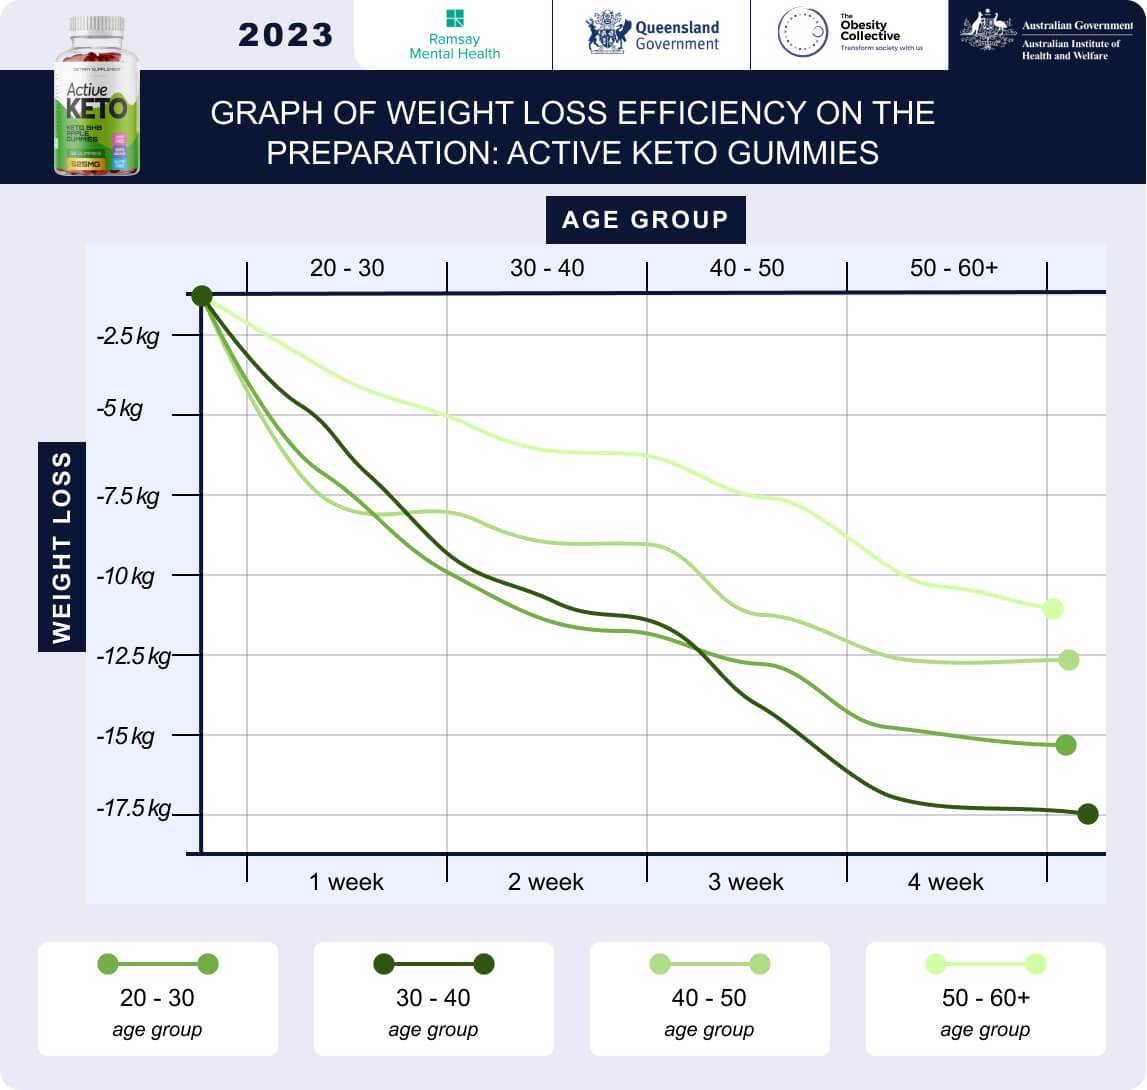 2023
Ramsay
Mental Health
Queensland
Government
The
Obesity
Collective
Transform society with us
Australian Government
Australian Institute of
Health and Welfare
DIETARY SUPPLEMENT
Active
KETO
KETO BHB
APPLE
GUMMIES
525MG
GRAPH OF WEIGHT LOSS EFFICIENCY ON THE
PREPARATION: ACTIVE KETO GUMMIES
AGE GROUP
20 - 30
30 - 40
40 - 50
50 - 60+
WEIGHT LOSS
-2.5 kg
-5 kg
-7.5 kg
-10 kg
-12.5 kg
-15 kg
-17.5 kg
1 week
2 week
3 week
4 week
20 - 30
age group
30 - 40
age group
40 - 50
age group
50 - 60+
age group